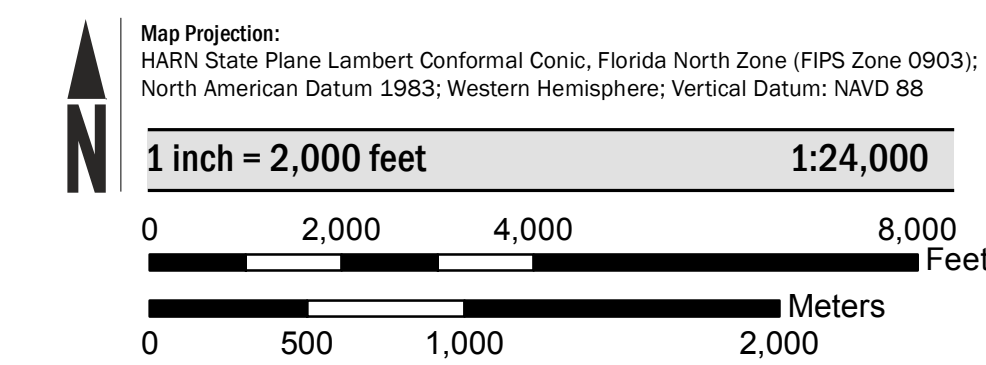 Map Projection:
HARN State Plane Lambert Conformal Conic, Florida North Zone (FIPS Zone 0903);
North American Datum 1983; Western Hemisphere; Vertical Datum: NAVD 88
N
1 inch = 2,000 feet 1:24,000
0 2,000 4,000 8,000
Feet
Meters
0 500 1,000 2,000